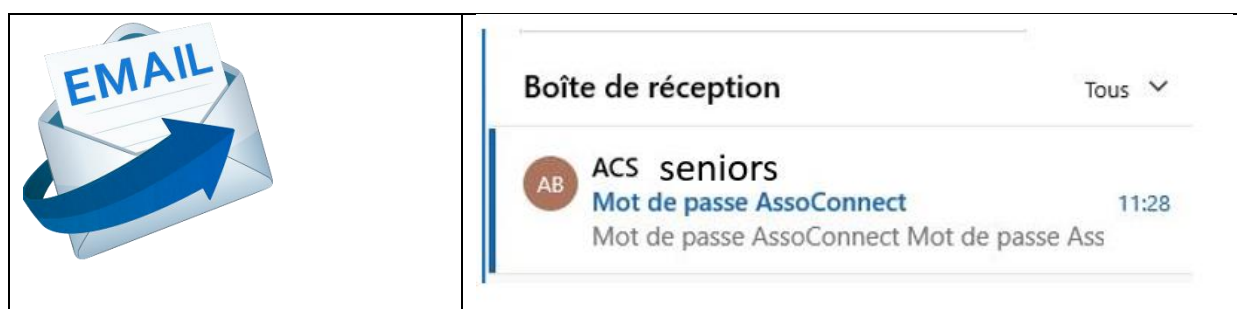 EMAIL
Boîte de réception
Tous
AB
ACS seniors
Mot de passe AssoConnect
11:28
Mot de passe AssoConnect Mot de passe Ass